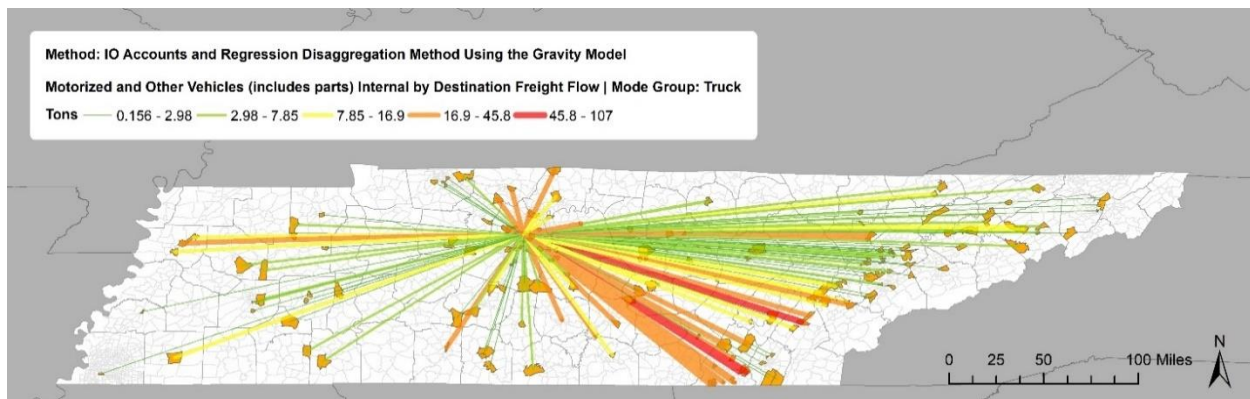 Method: IO Accounts and Regression Disaggregation Method Using the Gravity Model
Motorized and Other Vehicles (includes parts) Internal by Destination Freight Flow | Mode Group: Truck
Tons 0.156 - 2.98 2.98 - 7.85 7.85 - 16.9 16.9 - 45.8 45.8 - 107
N
0 25 50 100 Miles